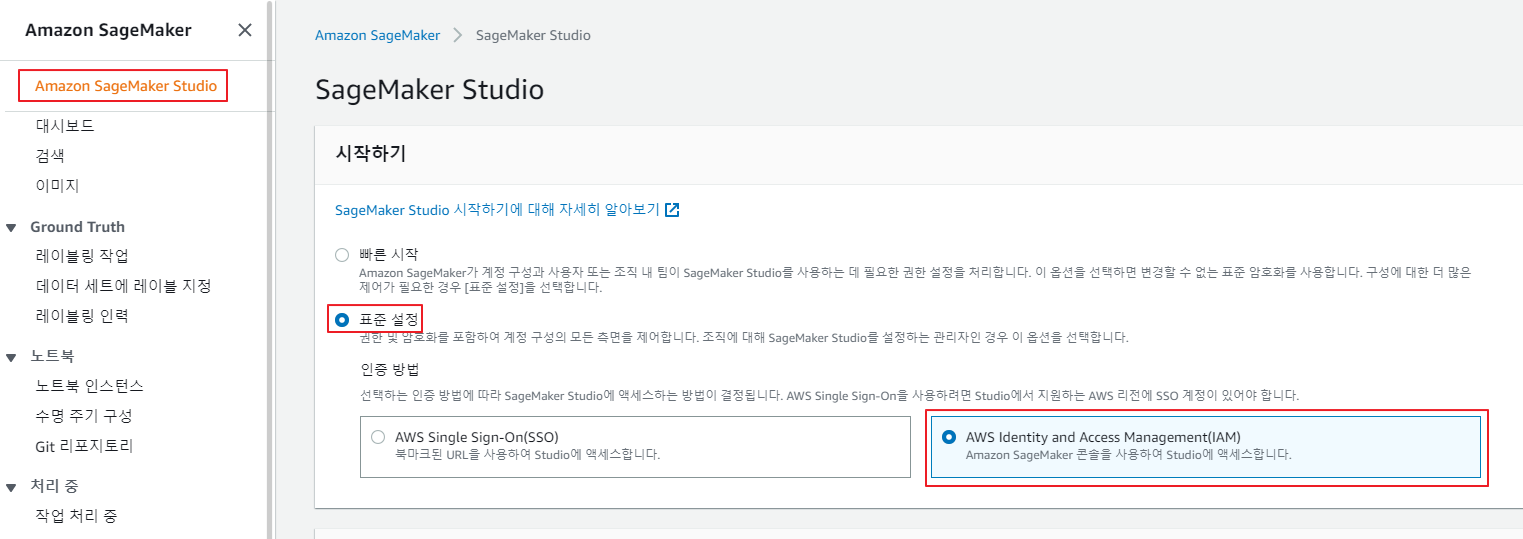 Amazon SageMaker
Amazon SageMaker Studio
대시보드
검색
이미지
Ground Truth
레이블링 작업
데이터 세트에 레이블 지정
레이블링 인력
노트북
노트북 인스턴스
수명 주기 구성
Git 리포지토리
처리 중
작업 처리 중
Amazon SageMaker
SageMaker Studio
SageMaker Studio
시작하기
SageMaker Studio 시작하기에 대해 자세히 알아보기
빠른 시작
Amazon SageMaker가 계정 구성과 사용자 또는 조직 내 팀이 SageMaker Studio를 사용하는 데 필요한 권한 설정을 처리합니다. 이 옵션을 선택하면 변경할 수 없는 표준 암호화를 사용합니다. 구성에 대한 더 많은
제어가 필요한 경우 [표준 설정]을 선택합니다.
표준 설정
권한 및 암호화를 포함하여 계정 구성의 모든 측면을 제어합니다. 조직에 대해 SageMaker Studio를 설정하는 관리자인 경우 이 옵션을 선택합니다.
인증 방법
선택하는 인증 방법에 따라 SageMaker Studio에 액세스하는 방법이 결정됩니다. AWS Single Sign-On을 사용하려면 Studio에서 지원하는 AWS 리전에 SSO 계정이 있어야 합니다.
AWS Single Sign-On(SSO)
북마크된 URL을 사용하여 Studio에 액세스합니다.
AWS Identity and Access Management(IAM)
Amazon SageMaker 콘솔을 사용하여 Studio에 액세스합니다.